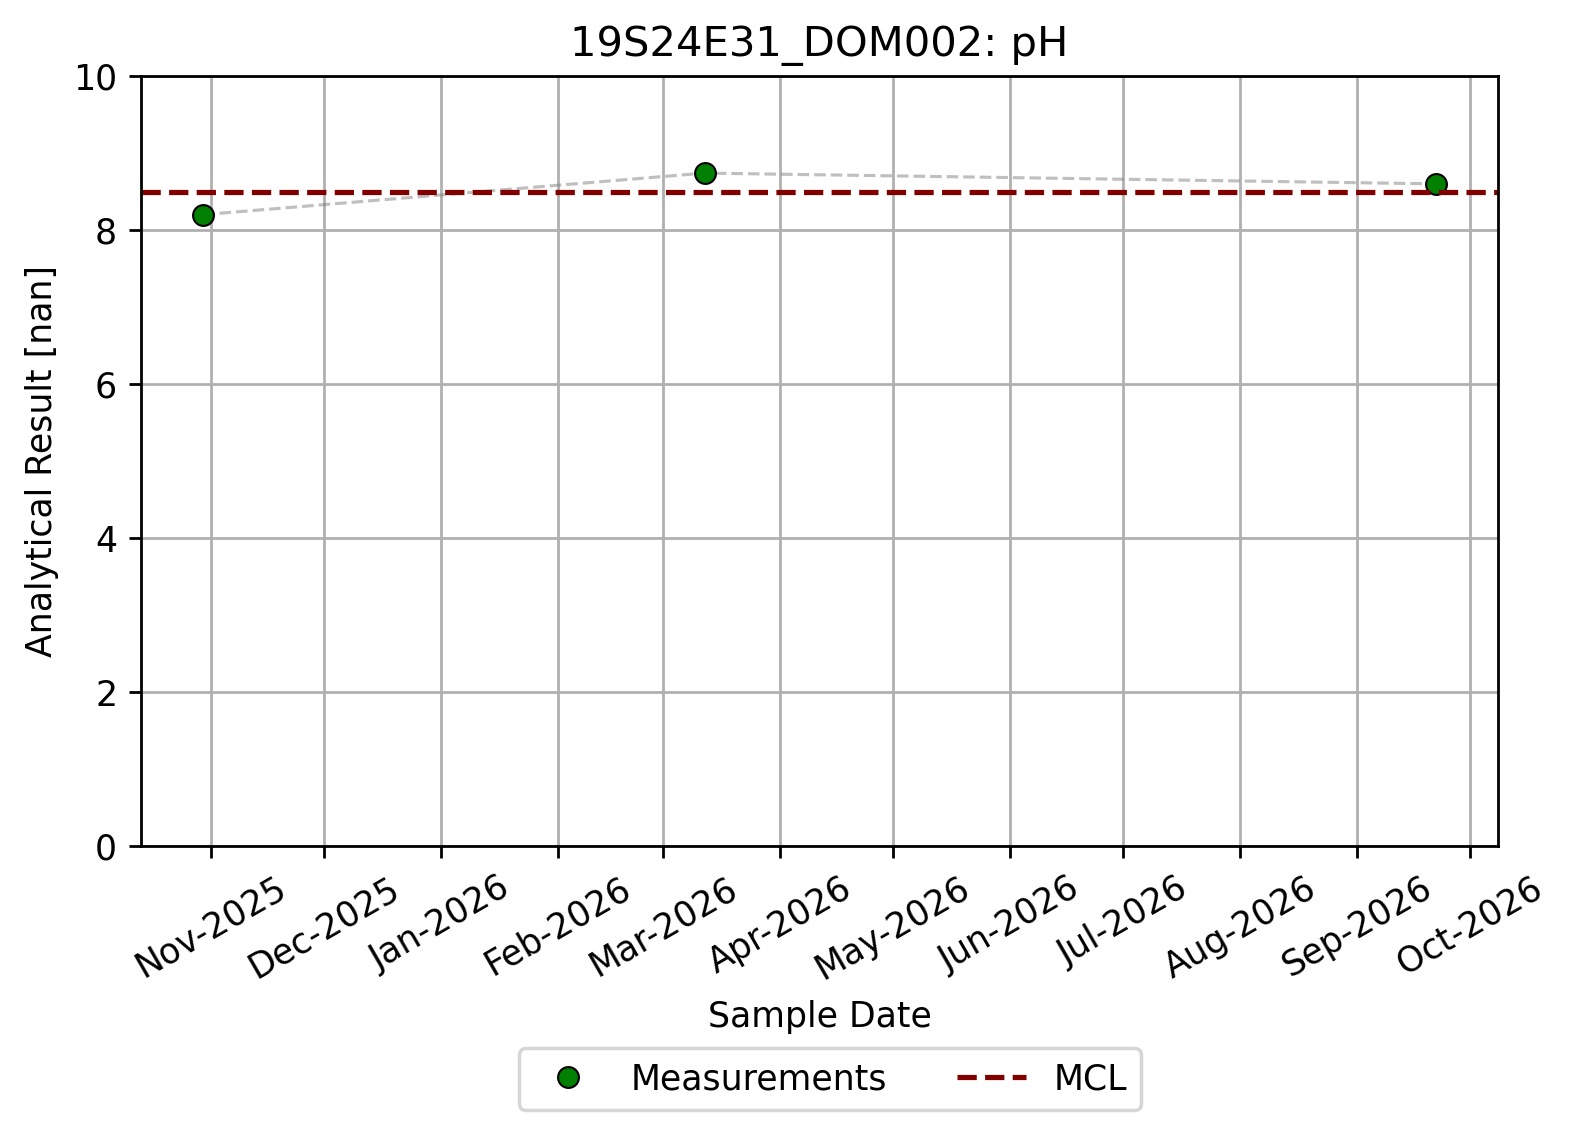 19S24E31_DOM002: pH
10
8
6
4
2
0
Analytical Result [nan]
Nov-2025
Dec-2025
Jan-2026
Feb-2026
Mar-2026
Apr-2026
May-2026
Jun-2026
Jul-2026
Aug-2026
Sep-2026
Oct-2026
Sample Date
Measurements
MCL